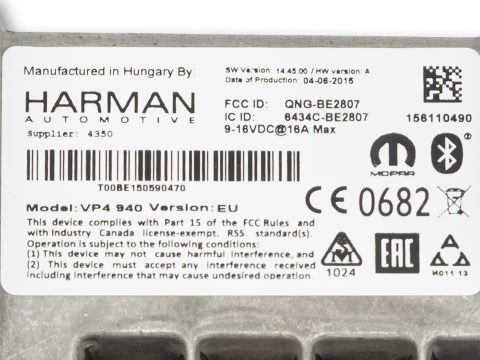 Manufactured in Hungary By:
SW Version: 14.45.00 / HW version: A
Date of Production: 04-06-2015
HARMAN
AUTOMOTIVE
Supplier: 4350
FCC ID: QNG-BE2807
IC ID: 6434C-BE2807
9-16VDC@16A Max
156110490
T00BE150590470
MOPAR
Model: VP4 940 Version: EU
CE 0682
This device complies with Part 15 of the FCC Rules and
with Industry Canada license-exempt. RSS standard(s).
Operation is subject to the following:
(1) This device may not cause harmful interference, and
(2) This device must accept any interference received
including interference that may cause undesired operation
1024
EAC